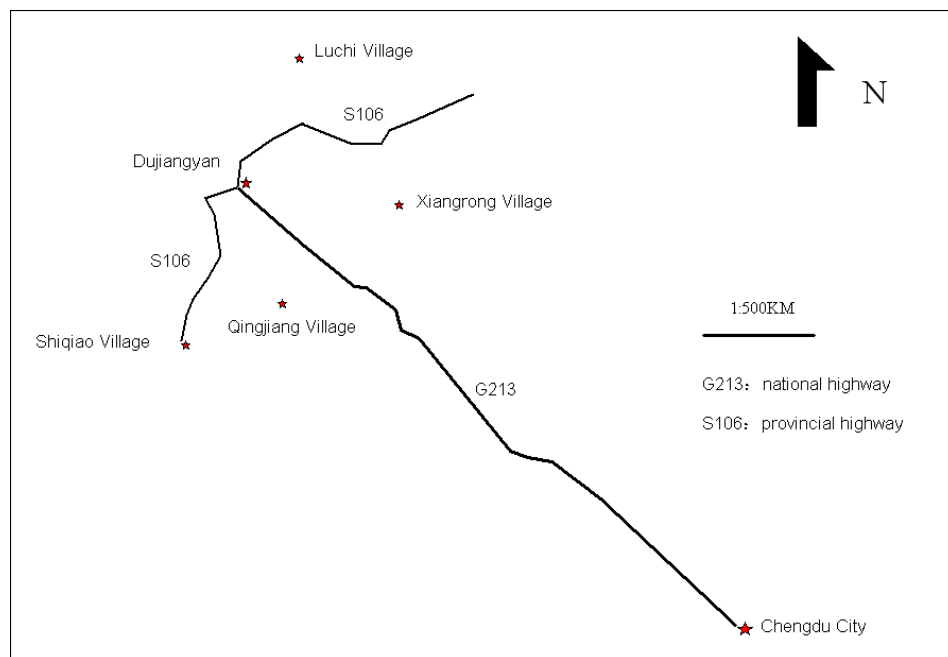 Luchi Village
N
S106
Dujiangyan
Xiangrong Village
S106
1:500KM
Qingjiang Village
Shiqiao Village
G213：national highway
G213
S106：provincial highway
Chengdu City